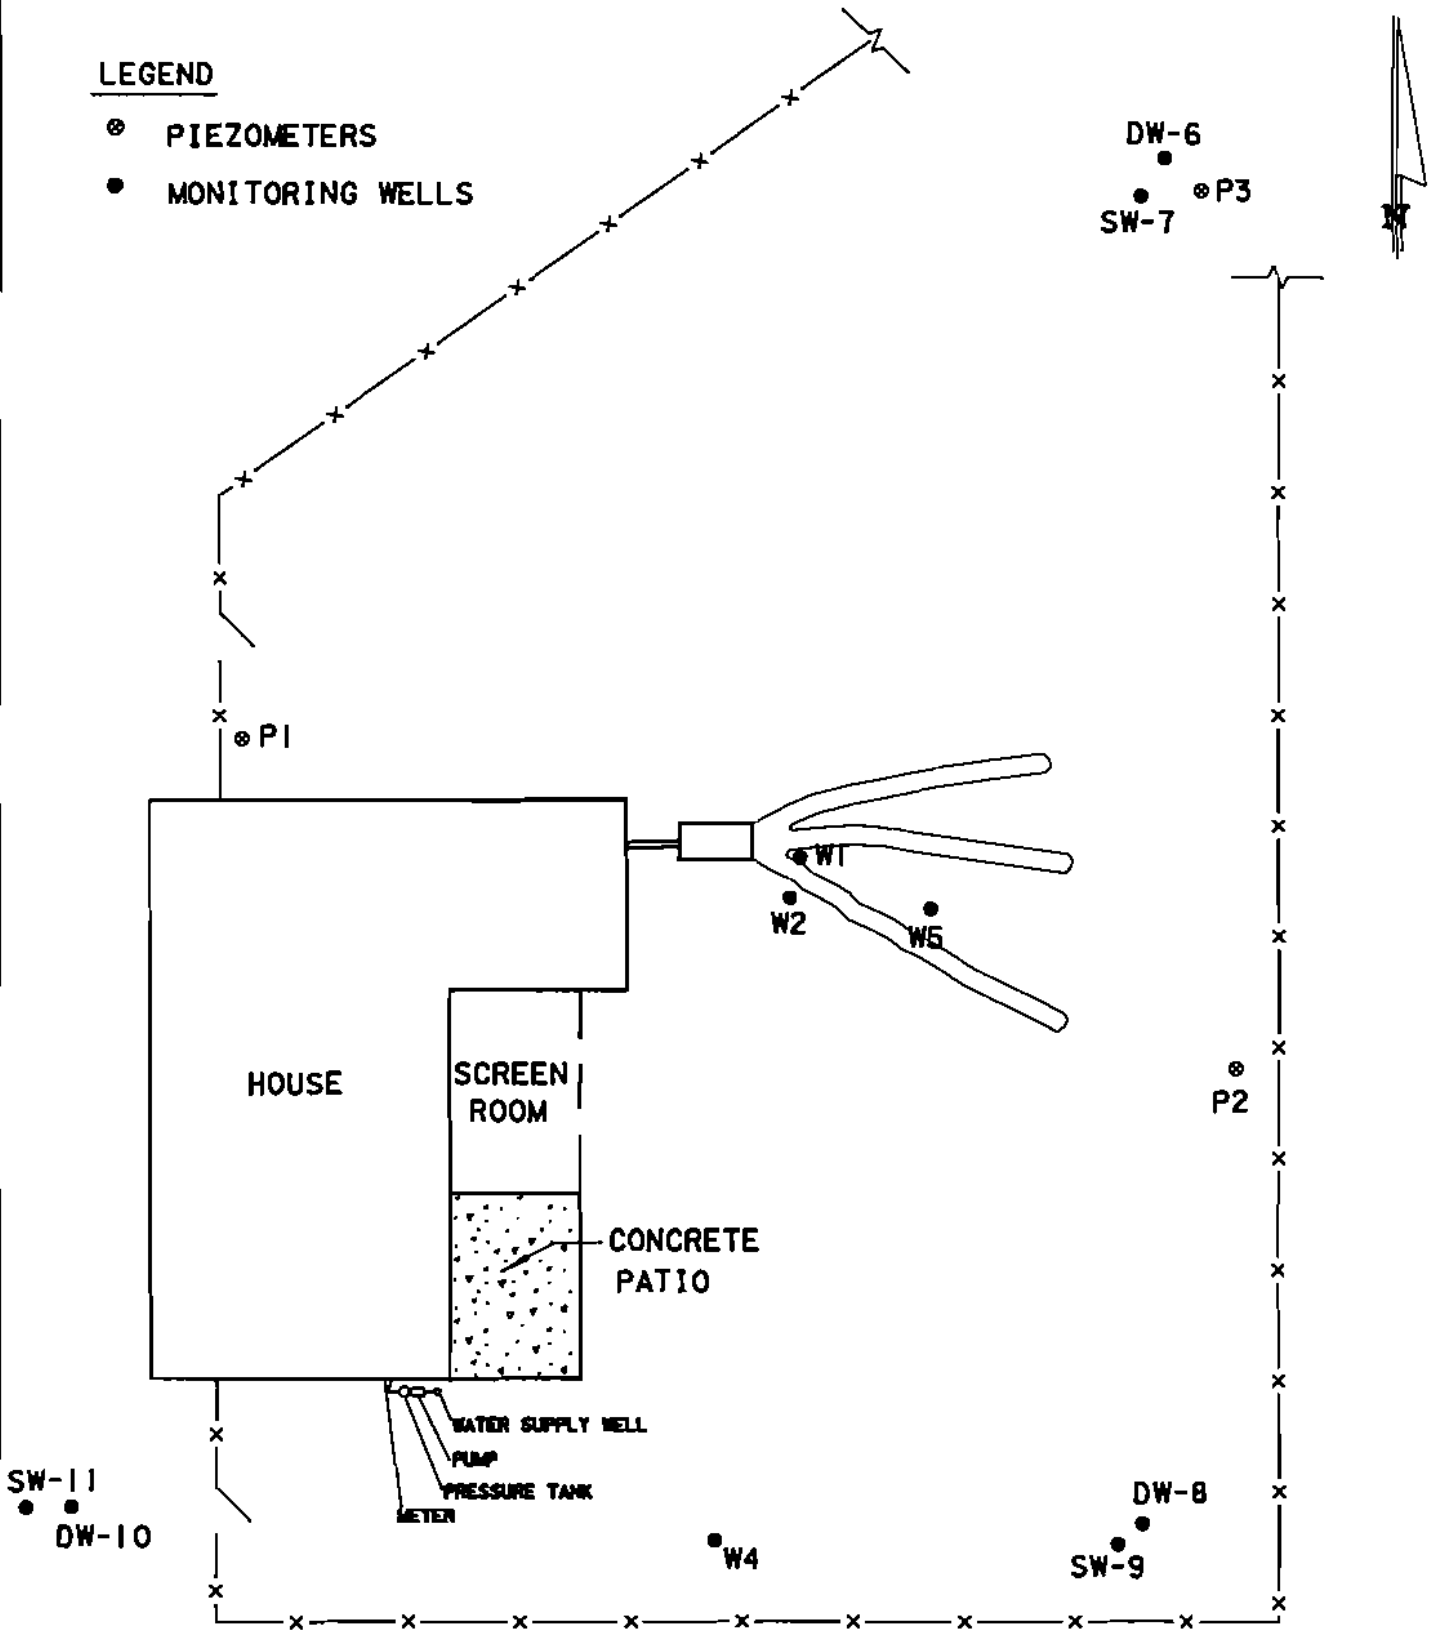 LEGEND
PIEZOMETERS
MONITORING WELLS
DW-6
P3
SW-7
N
P1
W1
W2
W5
HOUSE
SCREEN
ROOM
P2
CONCRETE
PATIO
WATER SUPPLY WELL
PUMP
PRESSURE TANK
METER
SW-11
DW-10
DW-8
W4
SW-9